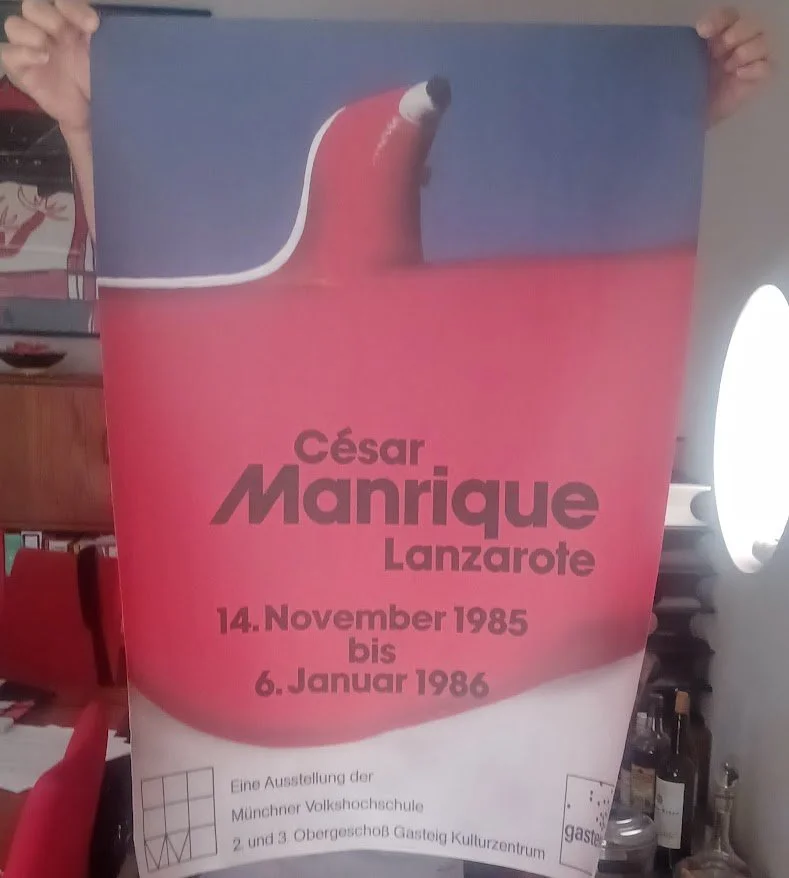 César
Manrique
Lanzarote
14. November 1985
bis
6. Januar 1986
Eine Ausstellung der
Münchner Volkshochschule
2. und 3. Obergeschoß Gasteig Kulturzentrum
gasteig